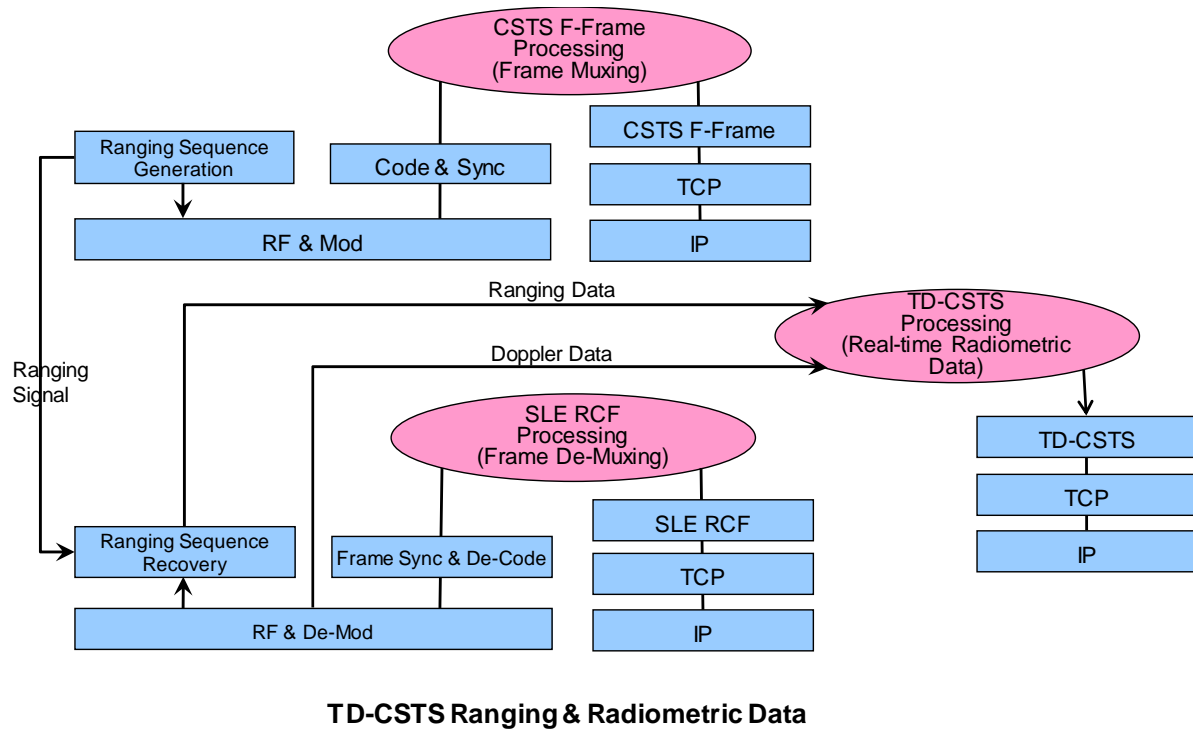 CSTS F-Frame
Processing
(Frame Muxing)
CSTS F-Frame
Ranging Sequence
Generation
Code & Sync
TCP
RF & Mod
IP
Ranging Data
TD-CSTS
Processing
(Real-time Radiometric
Data)
Doppler Data
Ranging
Signal
SLE RCF
Processing
(Frame De-Muxing)
TD-CSTS
TCP
IP
SLE RCF
Ranging Sequence
Recovery
Frame Sync & De-Code
TCP
RF & De-Mod
IP
TD-CSTS Ranging & Radiometric Data